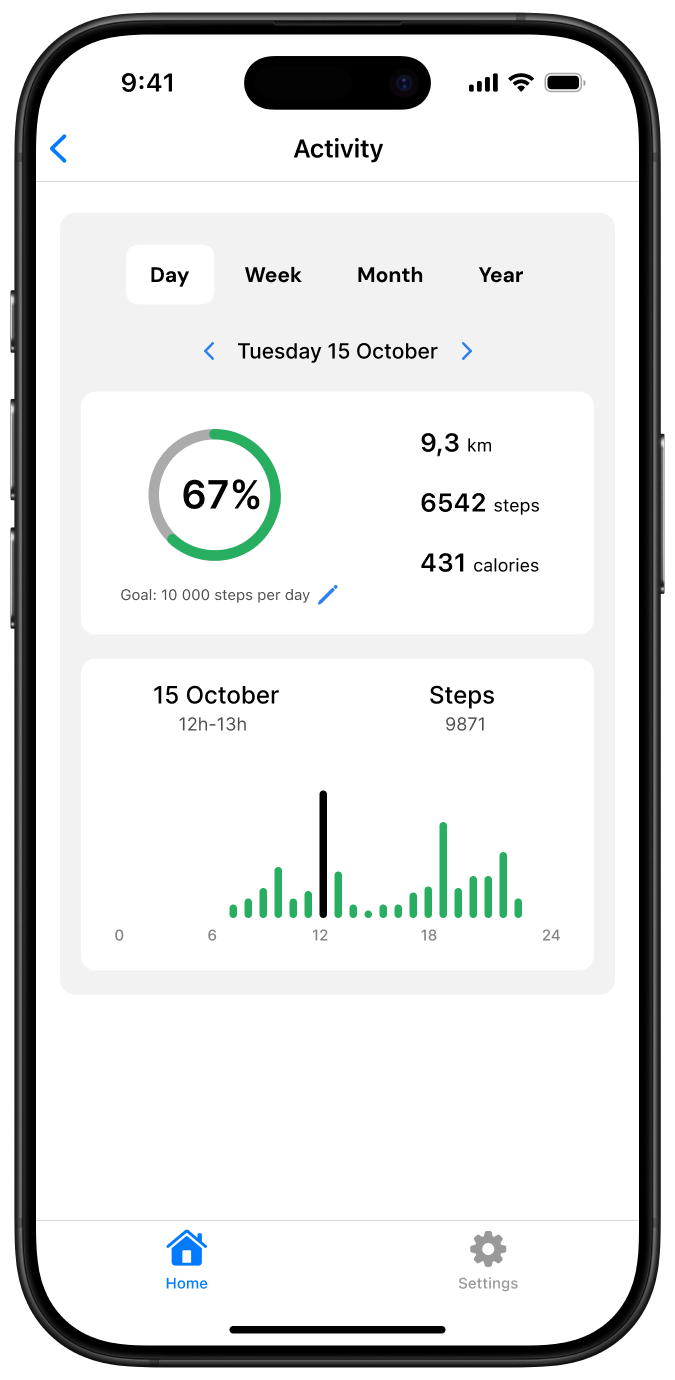 9:41
Activity
Day Week Month Year
Tuesday 15 October
67%
Goal: 10 000 steps per day
9,3 km
6542 steps
431 calories
15 October
12h-13h
Steps
9871
0 6 12 18 24
Home Settings